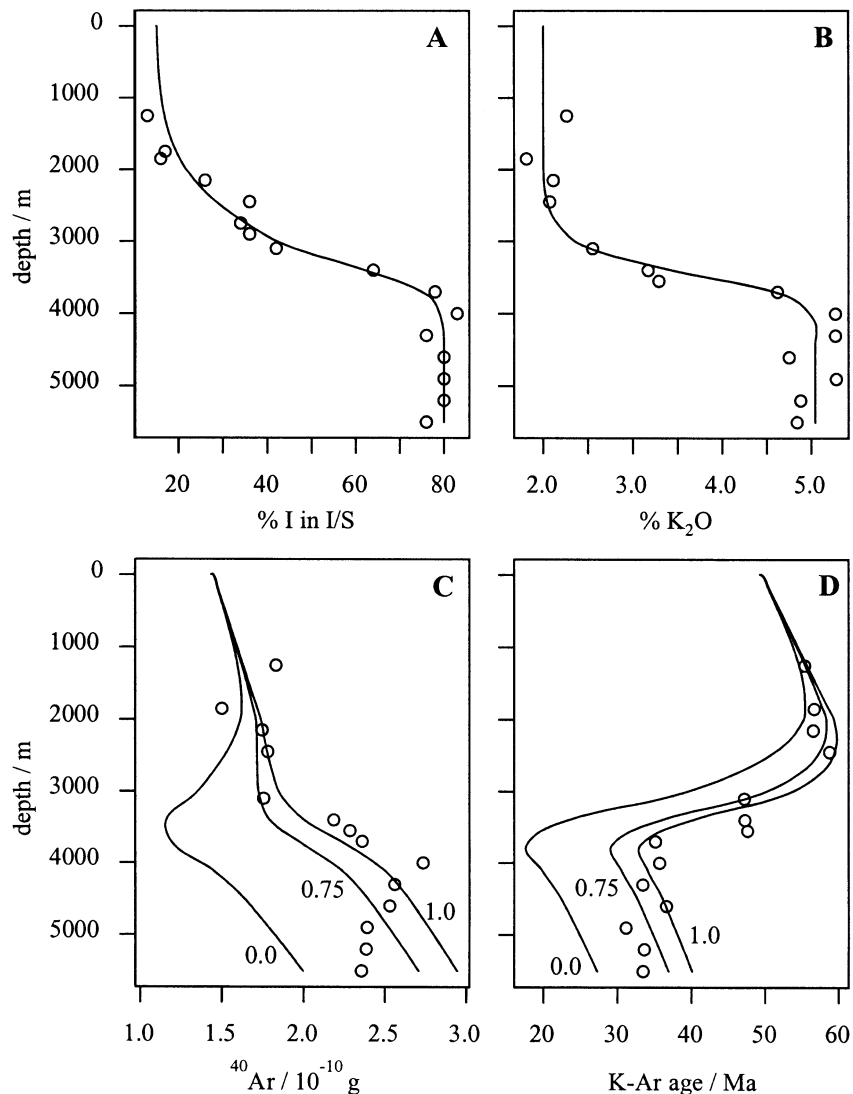 A
B
0
1000
2000
3000
4000
5000
depth / m
20 40 60 80
% I in I/S
2.0 3.0 4.0 5.0
% K₂O
C
D
0
1000
2000
3000
4000
5000
depth / m
0.0
0.75
1.0
0.0
0.75
1.0
1.0 1.5 2.0 2.5 3.0
⁴⁰Ar / 10⁻¹⁰ g
20 30 40 50 60
K-Ar age / Ma